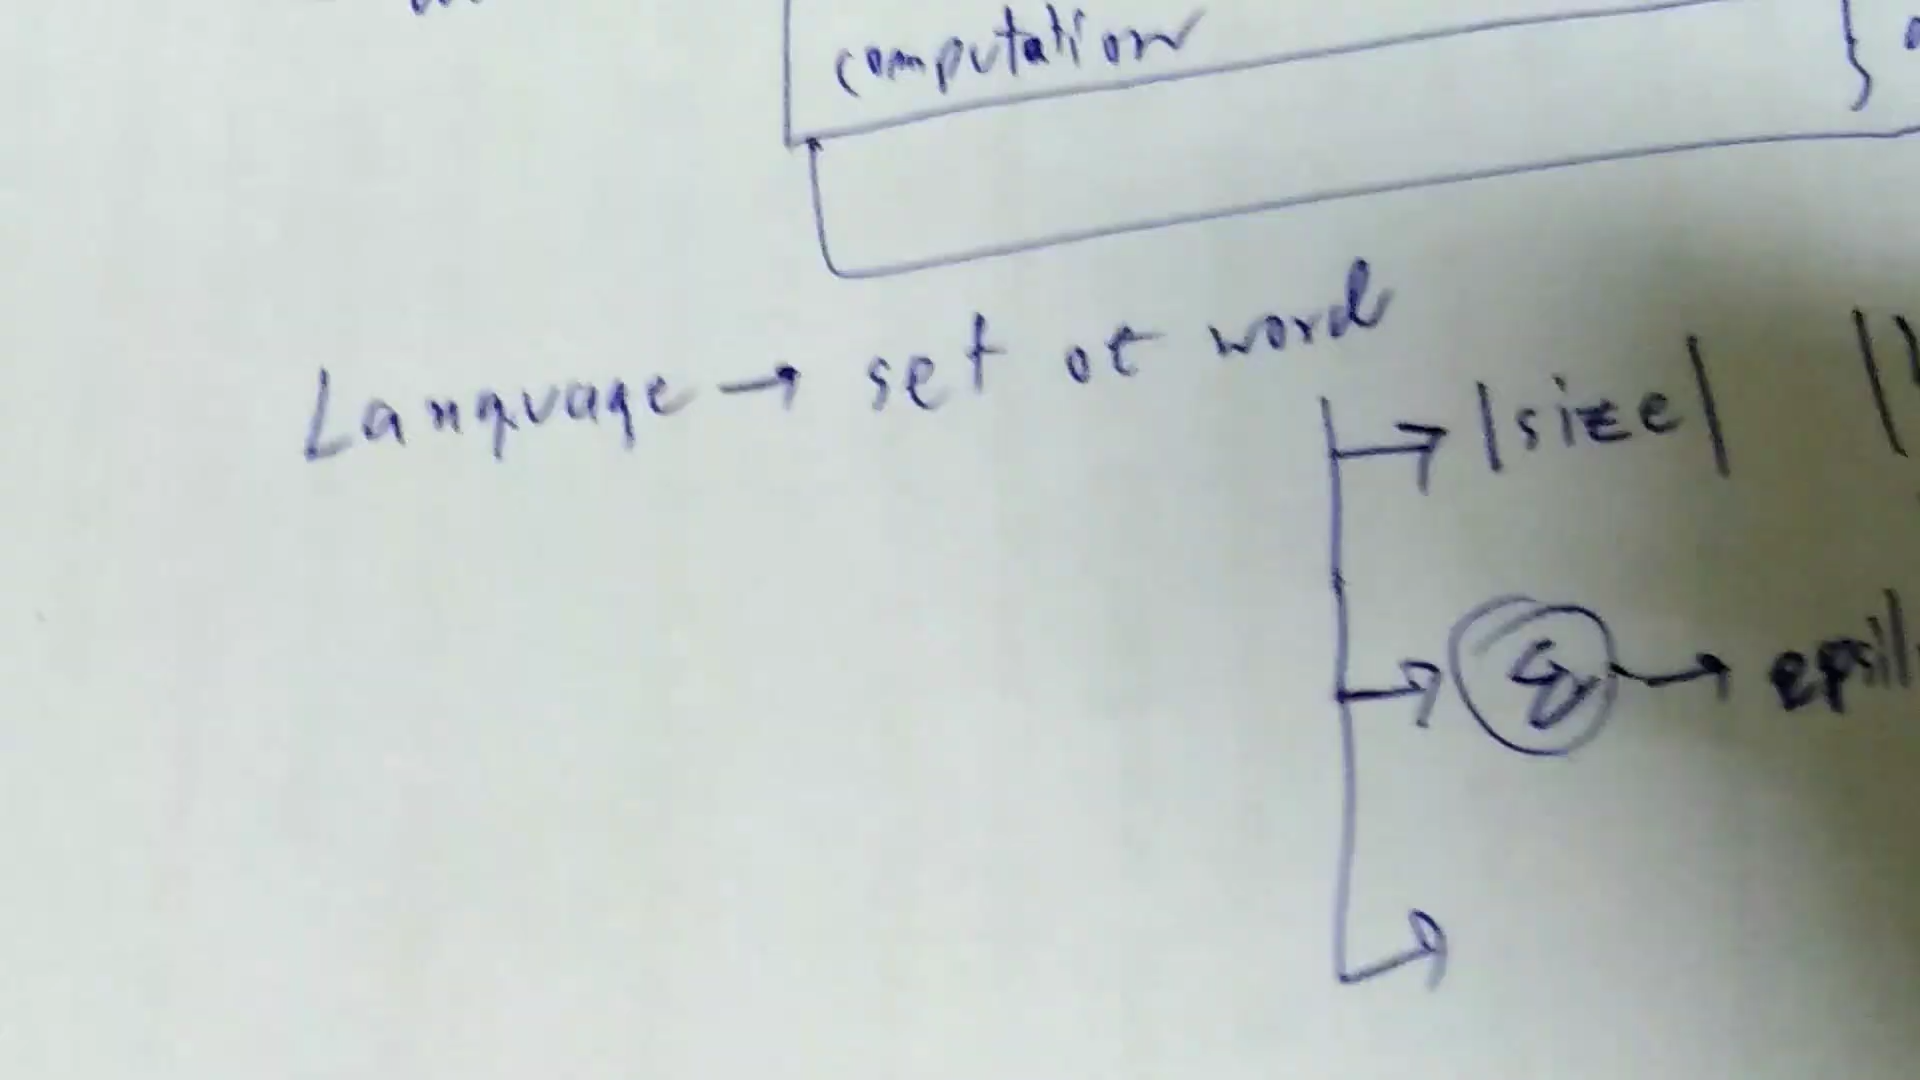 computation }
Language → set of word
→ |size|
→ ε → epsil